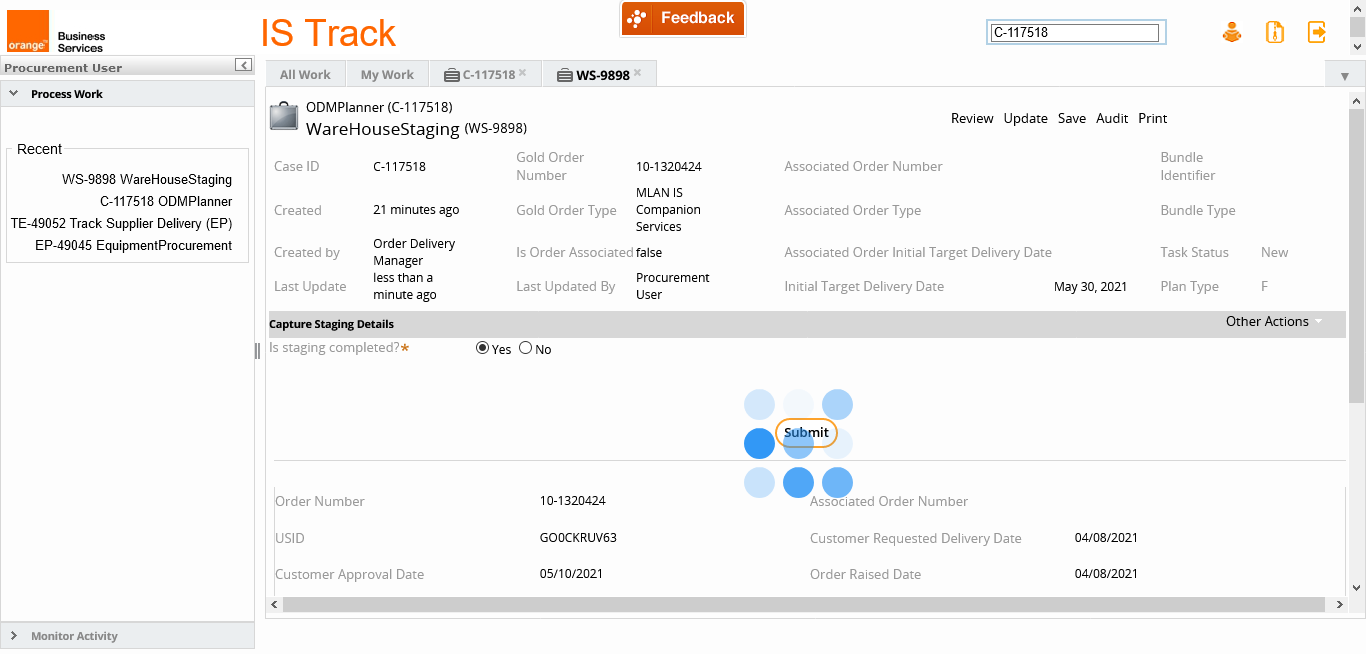 orange™
Business
Services
IS Track
Feedback
C-117518
Procurement User
Process Work
Recent
WS-9898 WareHouseStaging
C-117518 ODMPlanner
TE-49052 Track Supplier Delivery (EP)
EP-49045 EquipmentProcurement
Monitor Activity
All Work My Work C-117518 × WS-9898 ×
ODMPlanner (C-117518)
WareHouseStaging (WS-9898)
Review Update Save Audit Print
Case ID C-117518 Gold Order Number 10-1320424 Associated Order Number Bundle Identifier
Created 21 minutes ago Gold Order Type MLAN IS Companion Services Associated Order Type Bundle Type
Created by Order Delivery Manager Is Order Associated false Associated Order Initial Target Delivery Date Task Status New
Last Update less than a minute ago Last Updated By Procurement User Initial Target Delivery Date May 30, 2021 Plan Type F
Capture Staging Details Other Actions
Is staging completed?* Yes No
Submit
Order Number 10-1320424 Associated Order Number
USID GO0CKRUV63 Customer Requested Delivery Date 04/08/2021
Customer Approval Date 05/10/2021 Order Raised Date 04/08/2021